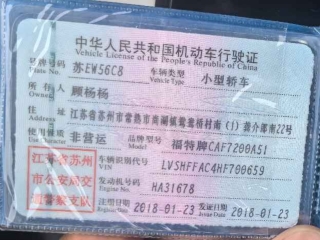 中华人民共和国机动车行驶证
Vehicle License of the People's Republic of China
号牌号码 苏EW56C8 车辆类型 小型轿车
Plate No. Vehicle Type
所有人 顾杨杨
Owner
住址 江苏省苏州市常熟市 南22号
Address
使用性质 非营运 品牌型号 福特牌CAF7200A51
Use Character Model
江苏省苏州 车辆识别代号 LVSHFFAC4HF700659
VIN
市公安局交 发动机号码 HA31678
Engine No.
通警察支队 注册日期 2018-01-23 发证日期 2018-01-23
Register Date Issue Date